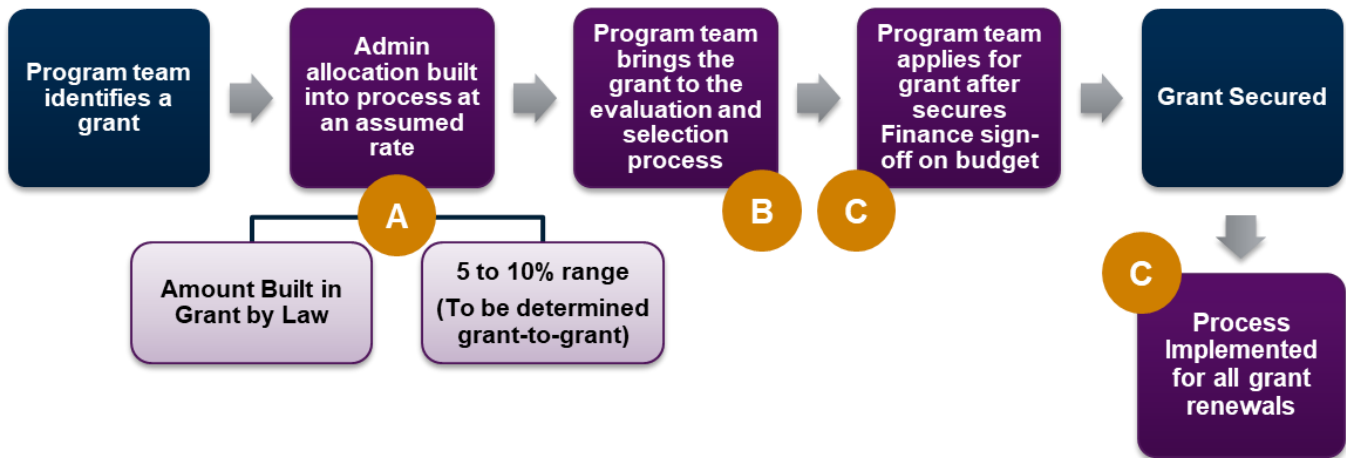 Program team
identifies a
grant
Admin
allocation built
into process at
an assumed
rate
Program team
brings the
grant to the
evaluation and
selection
process
Program team
applies for
grant after
secures
Finance sign-
off on budget
Grant Secured
A
B
C
Amount Built in
Grant by Law
5 to 10% range
(To be determined
grant-to-grant)
C
Process
Implemented
for all grant
renewals